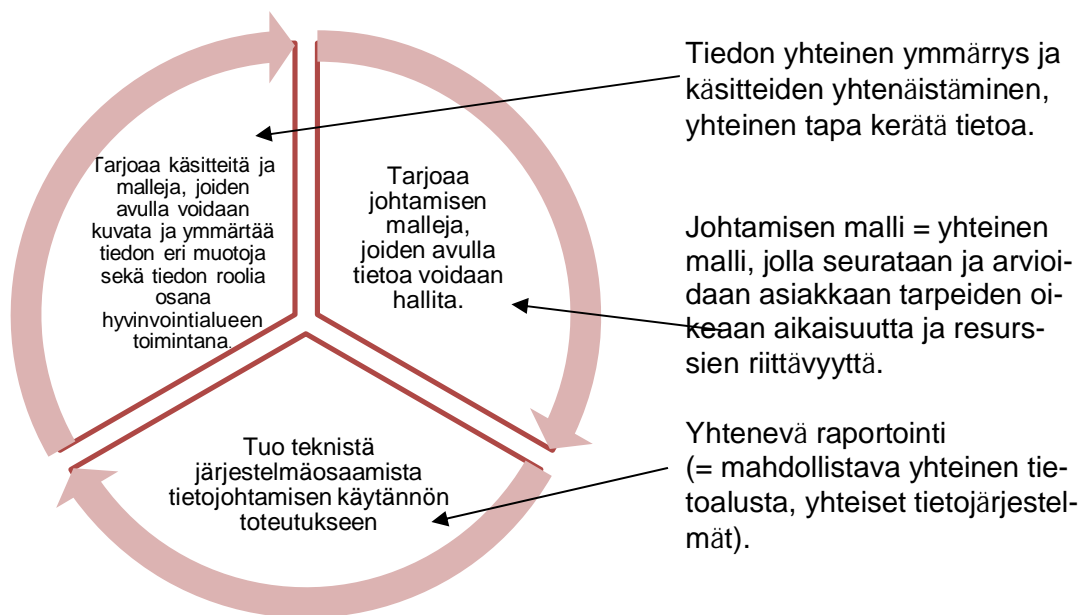 Tarjoaa käsitteitä ja
malleja, joiden
avulla voidaan
kuvata ja ymmärtää
tiedon eri muotoja
sekä tiedon roolia
osana
hyvinvointialueen
toimintana.
Tarjoaa
johtamisen
malleja,
joiden avulla
tietoa voidaan
hallita.
Tuo teknistä
järjestelmäosaamista
tietojohtamisen käytännön
toteutukseen
Tiedon yhteinen ymmärrys ja
käsitteiden yhtenäistäminen,
yhteinen tapa kerätä tietoa.
Johtamisen malli = yhteinen
malli, jolla seurataan ja arvioi-
daan asiakkaan tarpeiden oi-
keaan aikaisuutta ja resurs-
sien riittävyyttä.
Yhtenevä raportointi
(= mahdollistava yhteinen tie-
toalusta, yhteiset tietojärjestel-
mät).